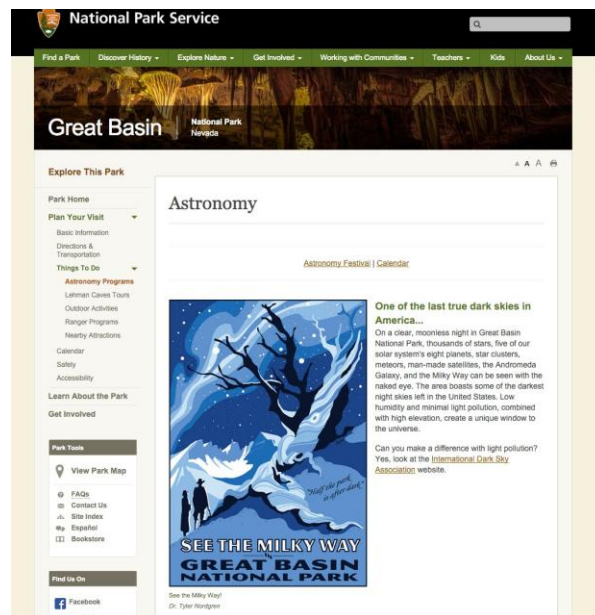 National Park Service
Find a Park Discover History Explore Nature Get Involved Working with Communities Teachers Kids About Us
Great Basin
National Park
Nevada
A A A
Explore This Park
Park Home
Plan Your Visit
Basic Information
Directions &
Transportation
Things To Do
Astronomy Programs
Lehman Caves Tours
Outdoor Activities
Ranger Programs
Nearby Attractions
Calendar
Safety
Accessibility
Learn About the Park
Get Involved
Park Tools
View Park Map
FAQs
Contact Us
Site Index
Español
Bookstore
Find Us On
Facebook
Astronomy
Astronomy Festival | Calendar
"Half the park
is after dark"
SEE THE MILKY WAY
IN
GREAT BASIN
NATIONAL PARK
See the Milky Way!
Dr. Tyler Nordgren
One of the last true dark skies in
America...
On a clear, moonless night in Great Basin
National Park, thousands of stars, five of our
solar system's eight planets, star clusters,
meteors, man-made satellites, the Andromeda
Galaxy, and the Milky Way can be seen with the
naked eye. The area boasts some of the darkest
night skies left in the United States. Low
humidity and minimal light pollution, combined
with high elevation, create a unique window to
the universe.
Can you make a difference with light pollution?
Yes, look at the International Dark Sky
Association website.